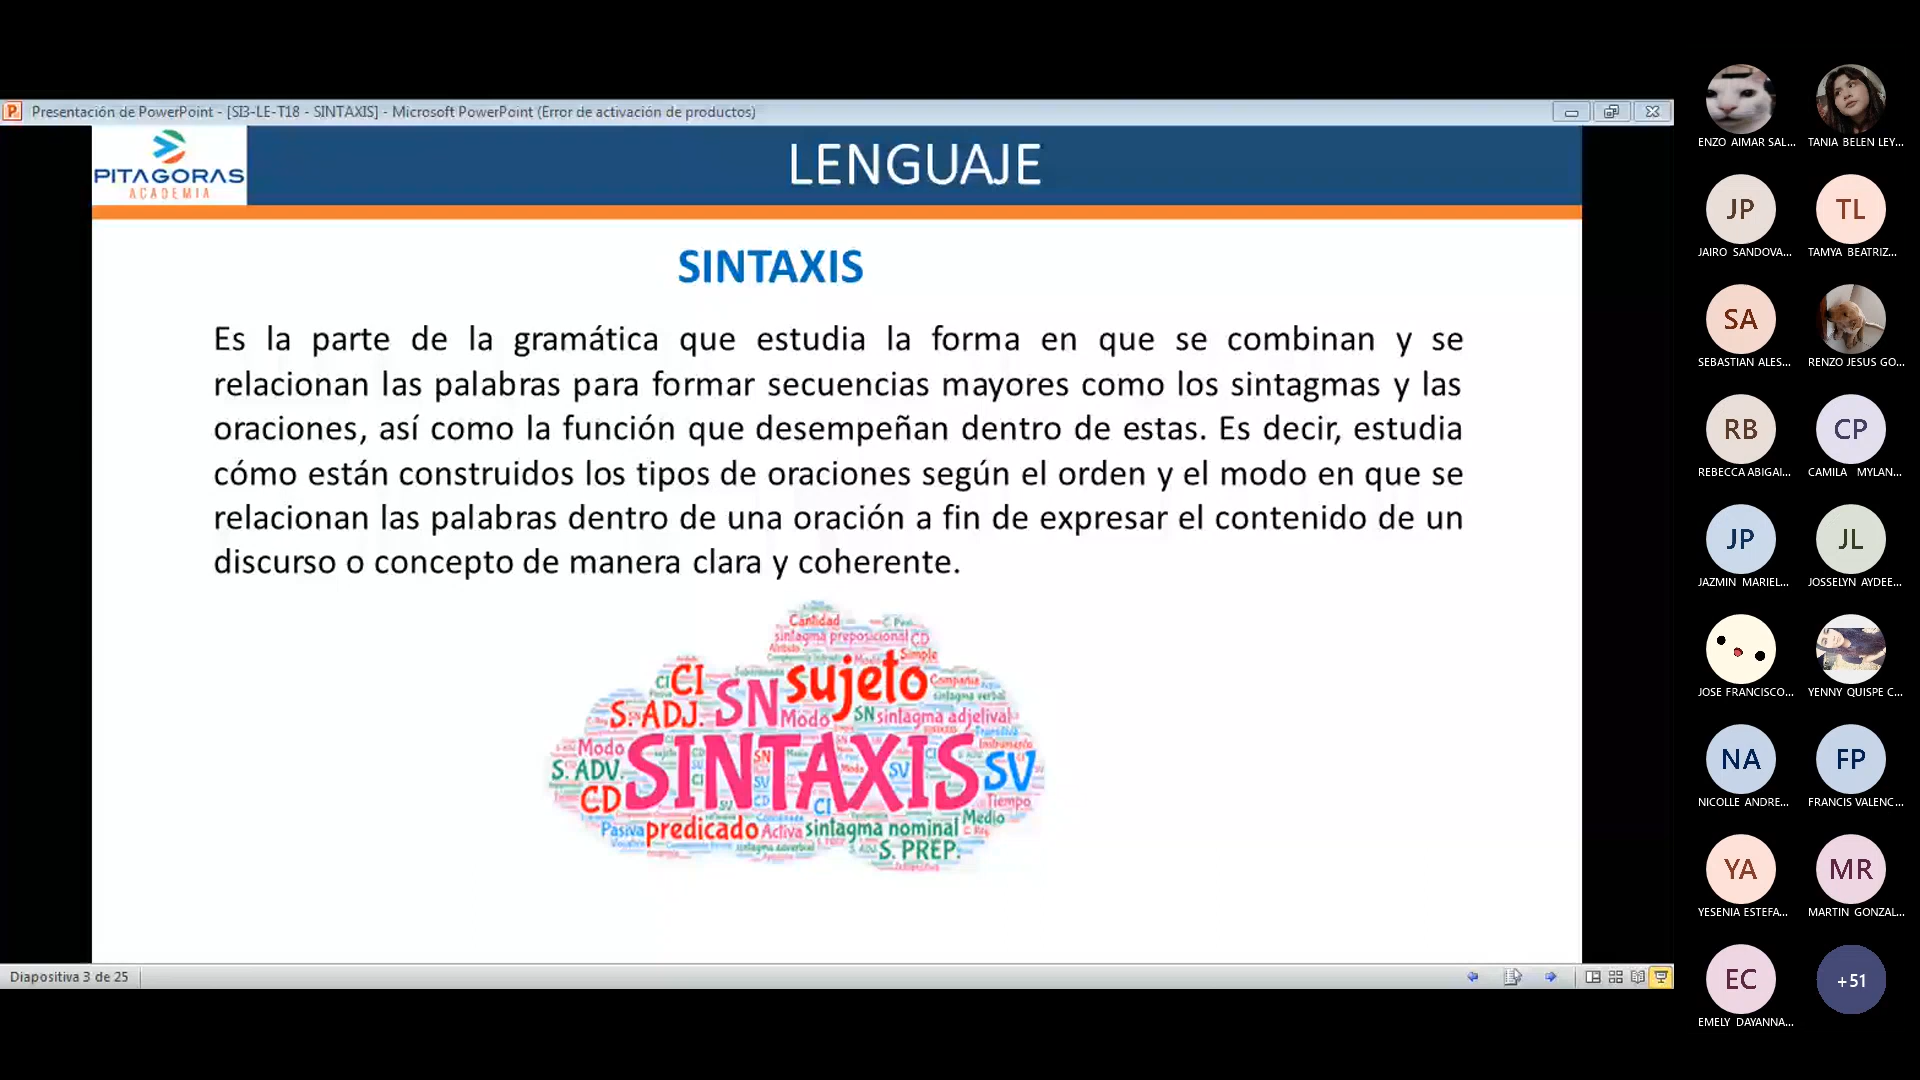 Presentación de PowerPoint - [SI3-LE-T18 - SINTAXIS] - Microsoft PowerPoint (Error de activación de productos)
PITAGORAS
ACADEMIA
LENGUAJE
SINTAXIS
Es la parte de la gramática que estudia la forma en que se combinan y se
relacionan las palabras para formar secuencias mayores como los sintagmas y las
oraciones, así como la función que desempeñan dentro de estas. Es decir, estudia
cómo están construidos los tipos de oraciones según el orden y el modo en que se
relacionan las palabras dentro de una oración a fin de expresar el contenido de un
discurso o concepto de manera clara y coherente.
Cantidad
sintagma preposicional CD
Simple
CI CI SN sujeto Compañia
sintagma verbal
S. ADJ. Modo SN sintagma adjetival
Modo SINTAXIS SV
S. ADV.
CD CI Tiempo
Pasiva predicado Activa sintagma nominal Medio
S. PREP.
Diapositiva 3 de 25
ENZO AIMAR SAL...
TANIA BELEN LEY...
JP
TL
JAIRO SANDOVA...
TAMYA BEATRIZ...
SA
SEBASTIAN ALES...
RENZO JESUS GO...
RB
CP
REBECCA ABIGAI...
CAMILA MYLAN...
JP
JL
JAZMIN MARIEL...
JOSSELYN AYDEE...
JOSE FRANCISCO...
YENNY QUISPE C...
NA
FP
NICOLLE ANDRE...
FRANCIS VALENC...
YA
MR
YESENIA ESTEFA...
MARTIN GONZAL...
EC
+51
EMELY DAYANNA...